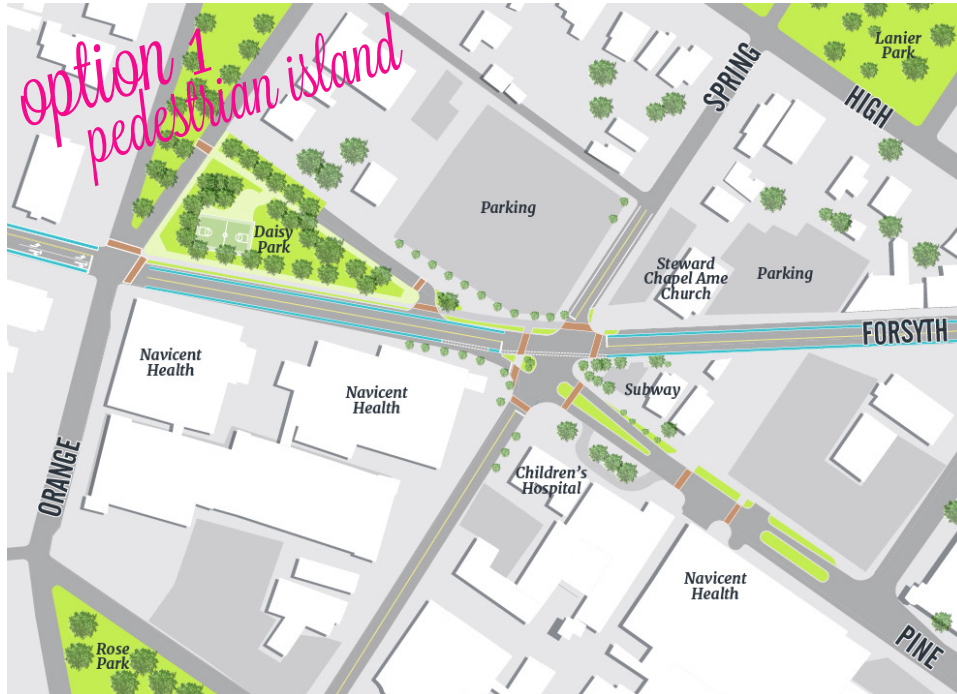 option 1
pedestrian island
Lanier
Park
SPRING
HIGH
Parking
Daisy
Park
Steward
Chapel Ame
Church
Parking
FORSYTH
Navicent
Health
Navicent
Health
Subway
ORANGE
Children's
Hospital
Navicent
Health
PINE
Rose
Park